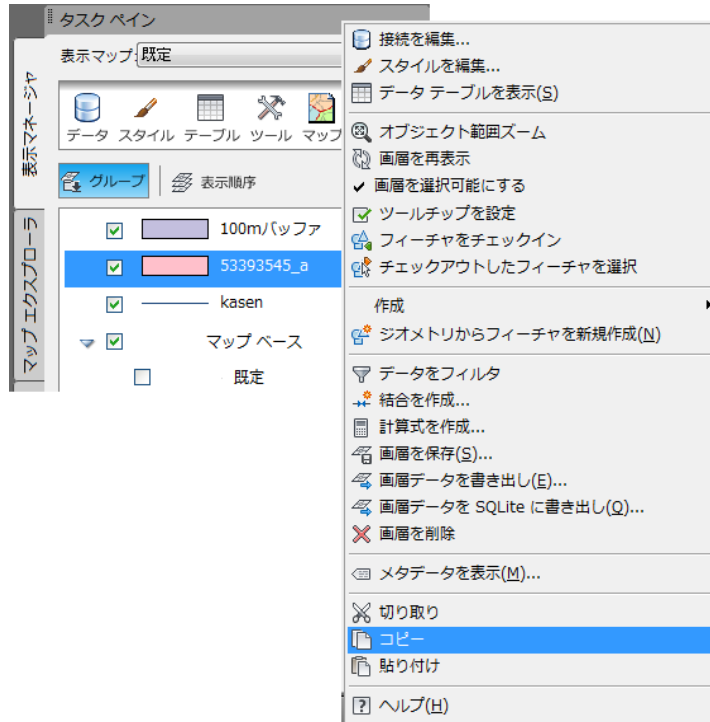 タスク ペイン
表示マップ: 既定
表示マネージャ
データ スタイル テーブル ツール マップ
グループ 表示順序
100mバッファ
53393545_a
kasen
マップ ベース
既定
マップ エクスプローラ
接続を編集...
スタイルを編集...
データ テーブルを表示(S)
オブジェクト範囲ズーム
画層を再表示
画層を選択可能にする
ツールチップを設定
フィーチャをチェックイン
チェックアウトしたフィーチャを選択
作成
ジオメトリからフィーチャを新規作成(N)
データをフィルタ
結合を作成...
計算式を作成...
画層を保存(S)...
画層データを書き出し(E)...
画層データを SQLite に書き出し(Q)...
画層を削除
メタデータを表示(M)...
切り取り
コピー
貼り付け
ヘルプ(H)